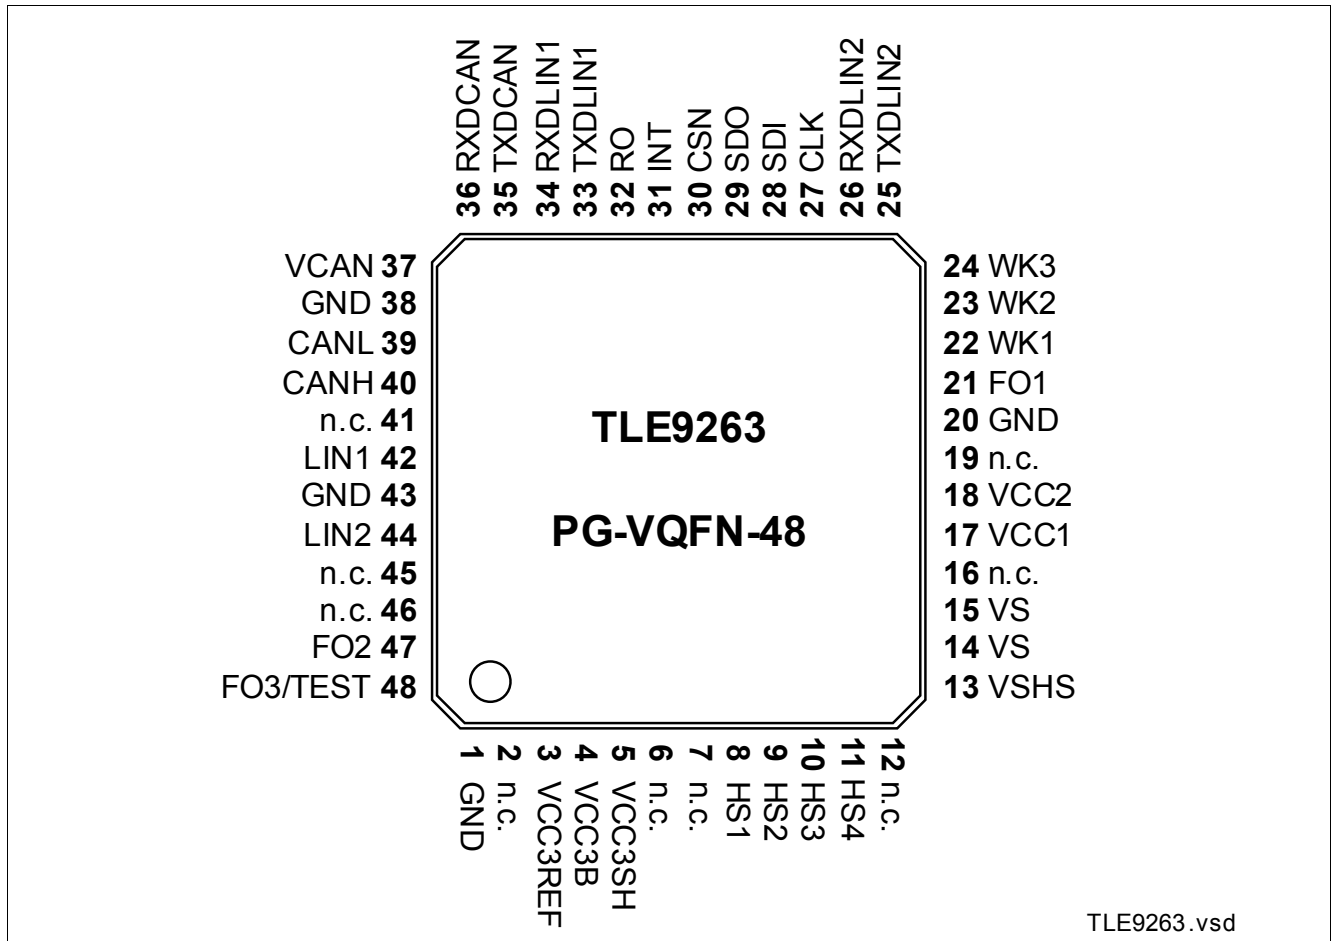 36 RXDCAN
35 TXDCAN
34 RXDLIN1
33 TXDLIN1
32 RO
31 INT
30 CSN
29 SDO
28 SDI
27 CLK
26 RXDLIN2
25 TXDLIN2
VCAN 37
GND 38
CANL 39
CANH 40
n.c. 41
LIN1 42
GND 43
LIN2 44
n.c. 45
n.c. 46
FO2 47
FO3/TEST 48
TLE9263
PG-VQFN-48
24 WK3
23 WK2
22 WK1
21 FO1
20 GND
19 n.c.
18 VCC2
17 VCC1
16 n.c.
15 VS
14 VS
13 VSHS
1 GND
2 n.c.
3 VCC3REF
4 VCC3B
5 VCC3SH
6 n.c.
7 n.c.
8 HS1
9 HS2
10 HS3
11 HS4
12 n.c.
TLE9263.vsd